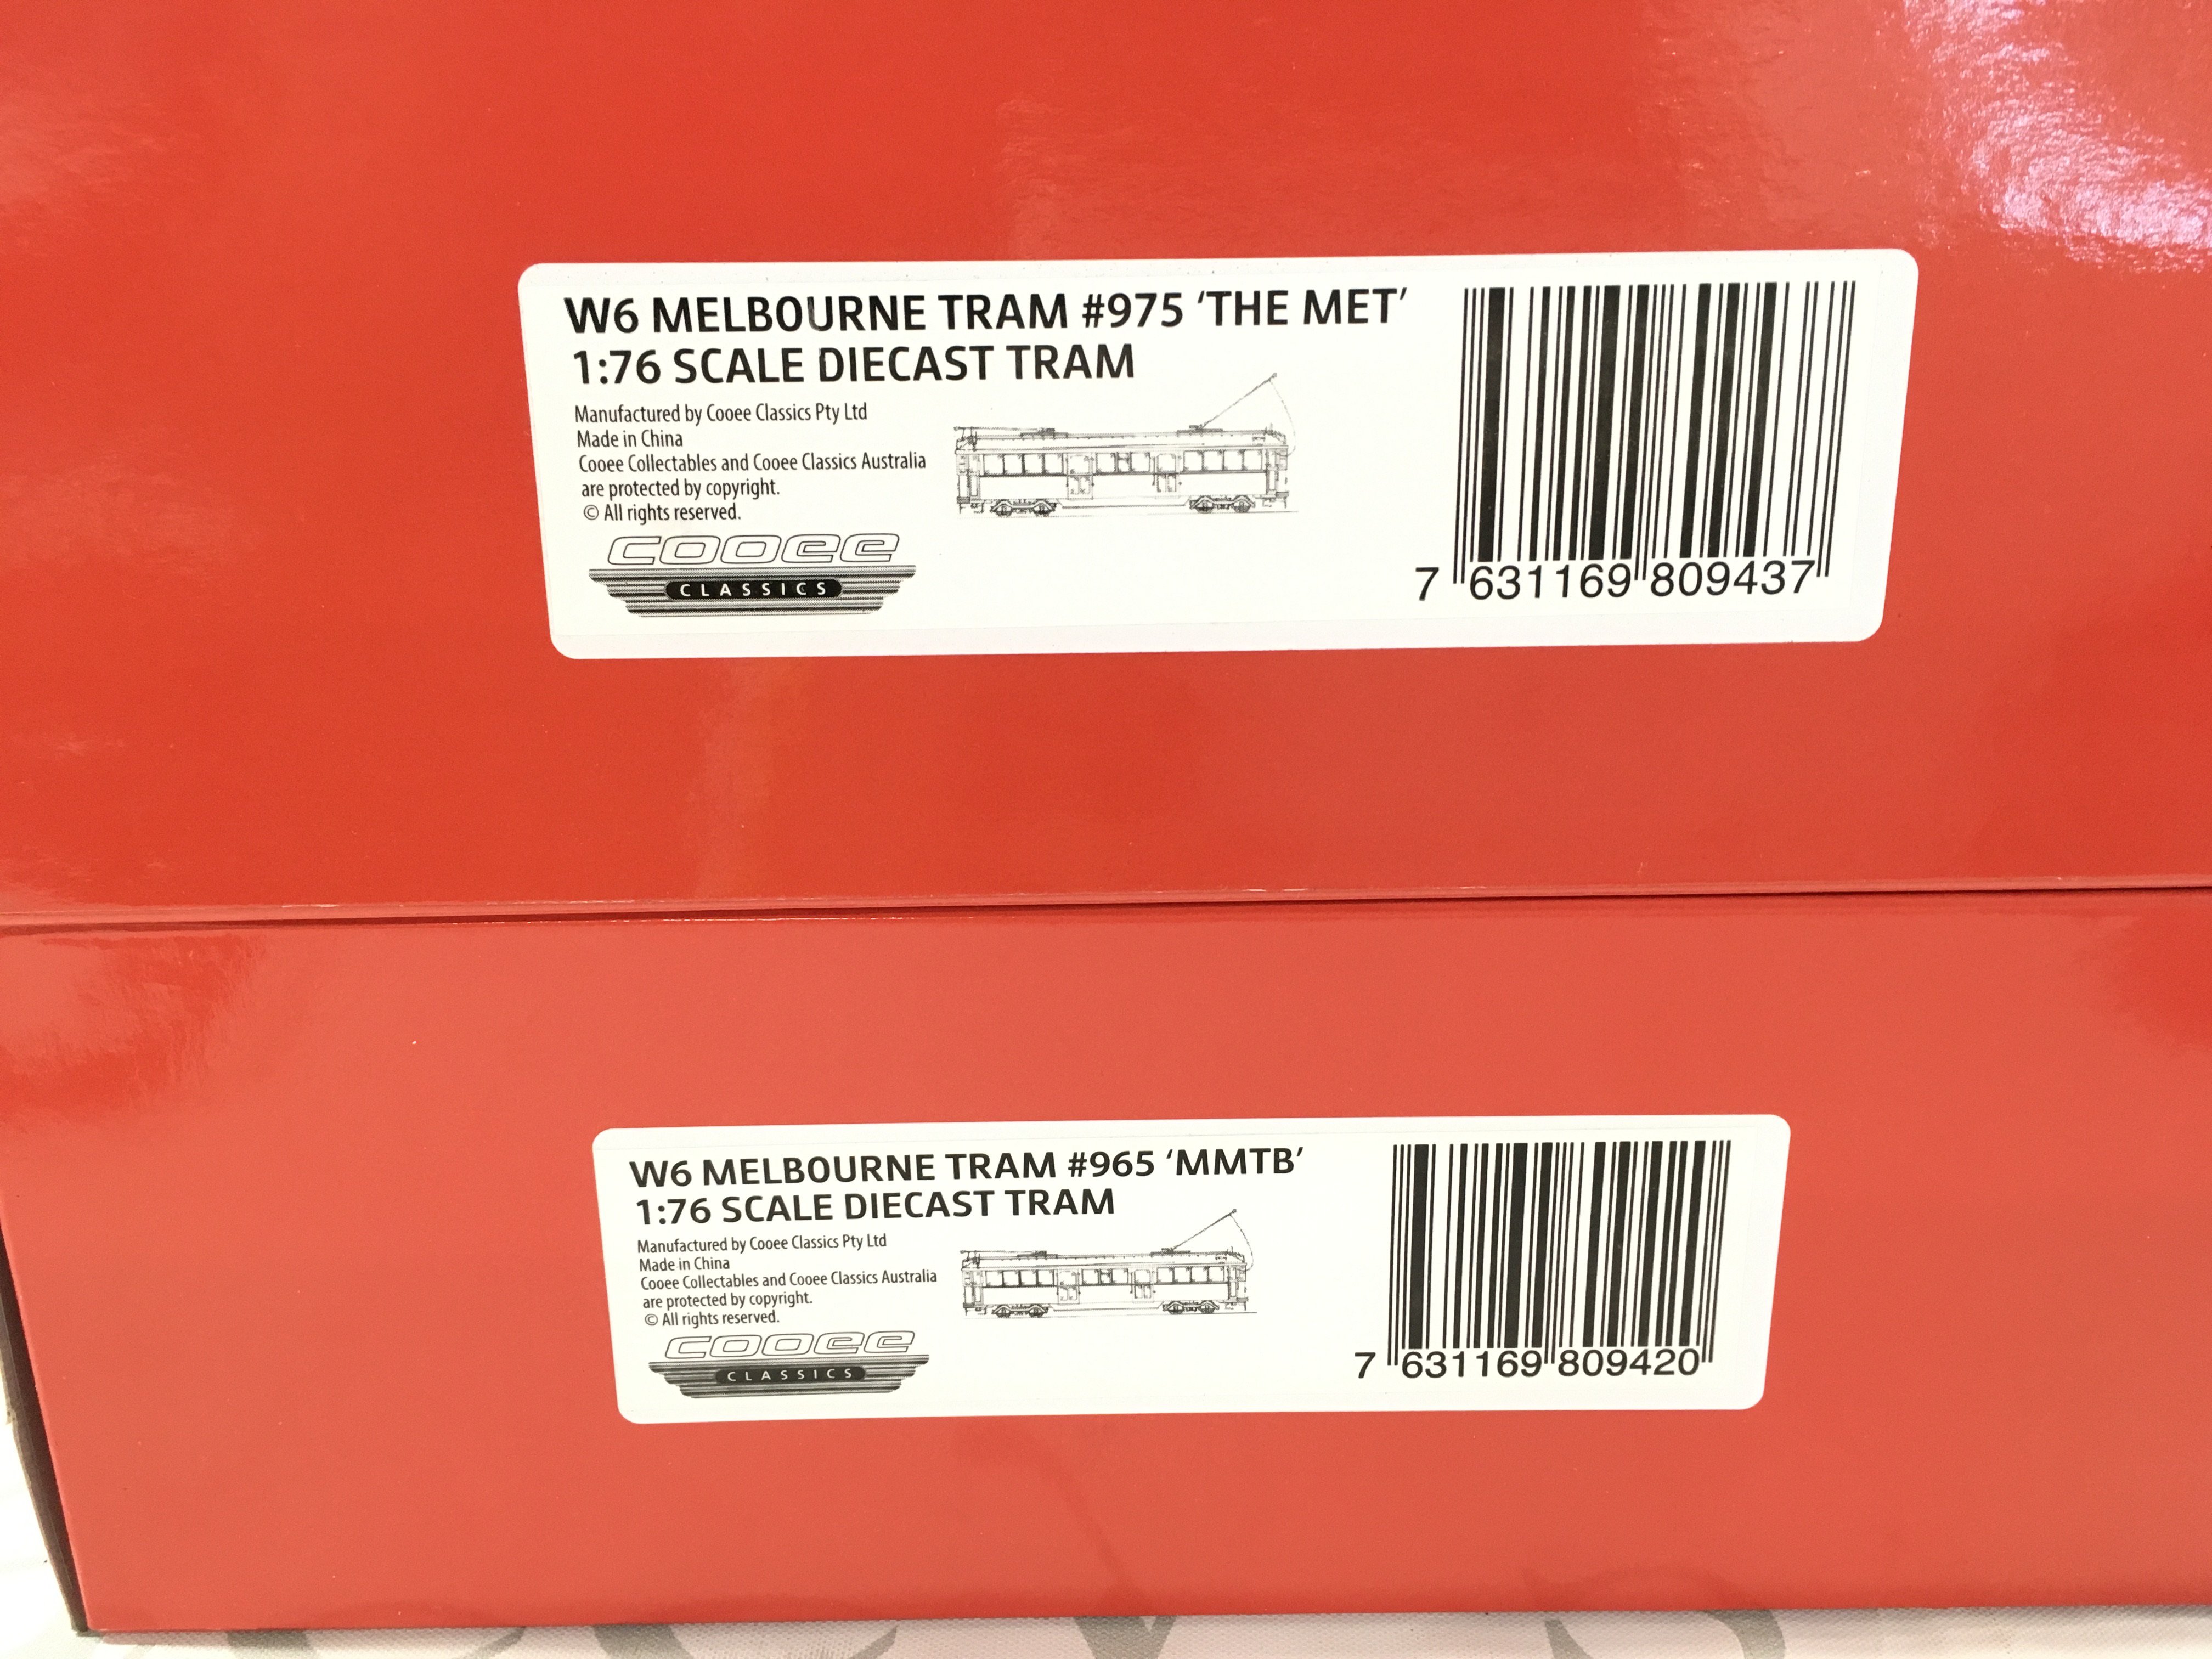 W6 MELBOURNE TRAM #975 ‘THE MET’
1:76 SCALE DIECAST TRAM
Manufactured by Cooee Classics Pty Ltd
Made in China
Cooee Collectables and Cooee Classics Australia
are protected by copyright.
© All rights reserved.
cooee
CLASSICS
7 631169 809437
W6 MELBOURNE TRAM #965 ‘MMTB’
1:76 SCALE DIECAST TRAM
Manufactured by Cooee Classics Pty Ltd
Made in China
Cooee Collectables and Cooee Classics Australia
are protected by copyright.
© All rights reserved.
cooee
CLASSICS
7 631169 809420